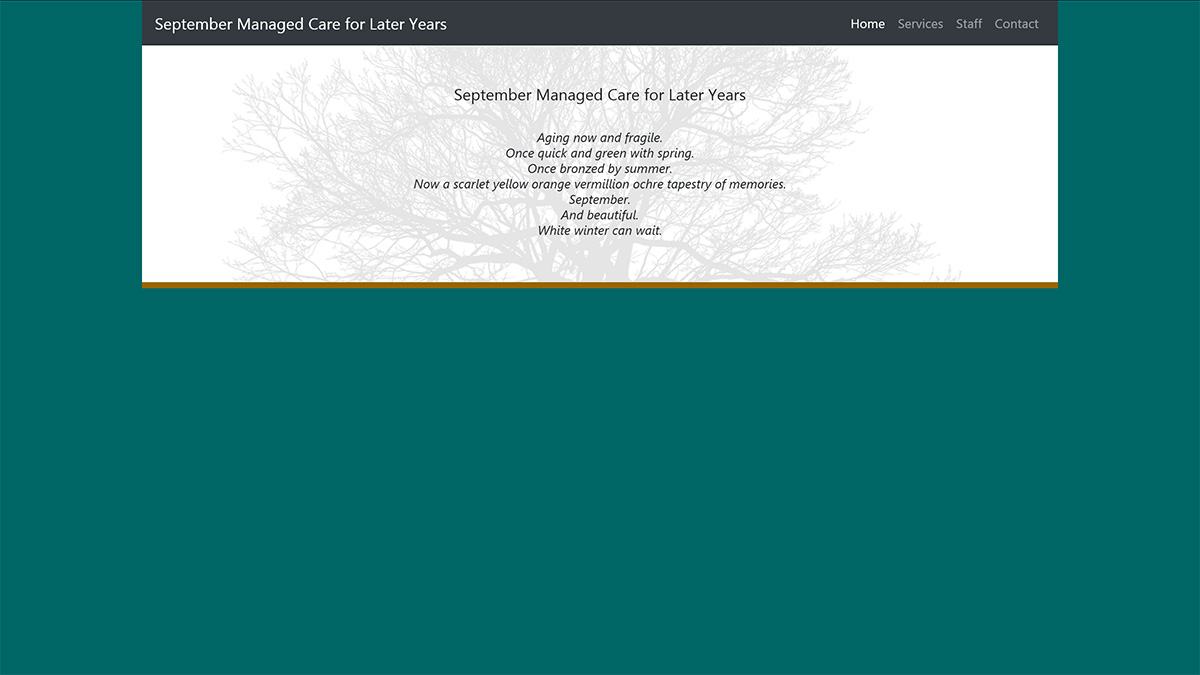 September Managed Care for Later Years
Home Services Staff Contact
September Managed Care for Later Years
Aging now and fragile.
Once quick and green with spring.
Once bronzed by summer.
Now a scarlet yellow orange vermillion ochre tapestry of memories.
September.
And beautiful.
White winter can wait.